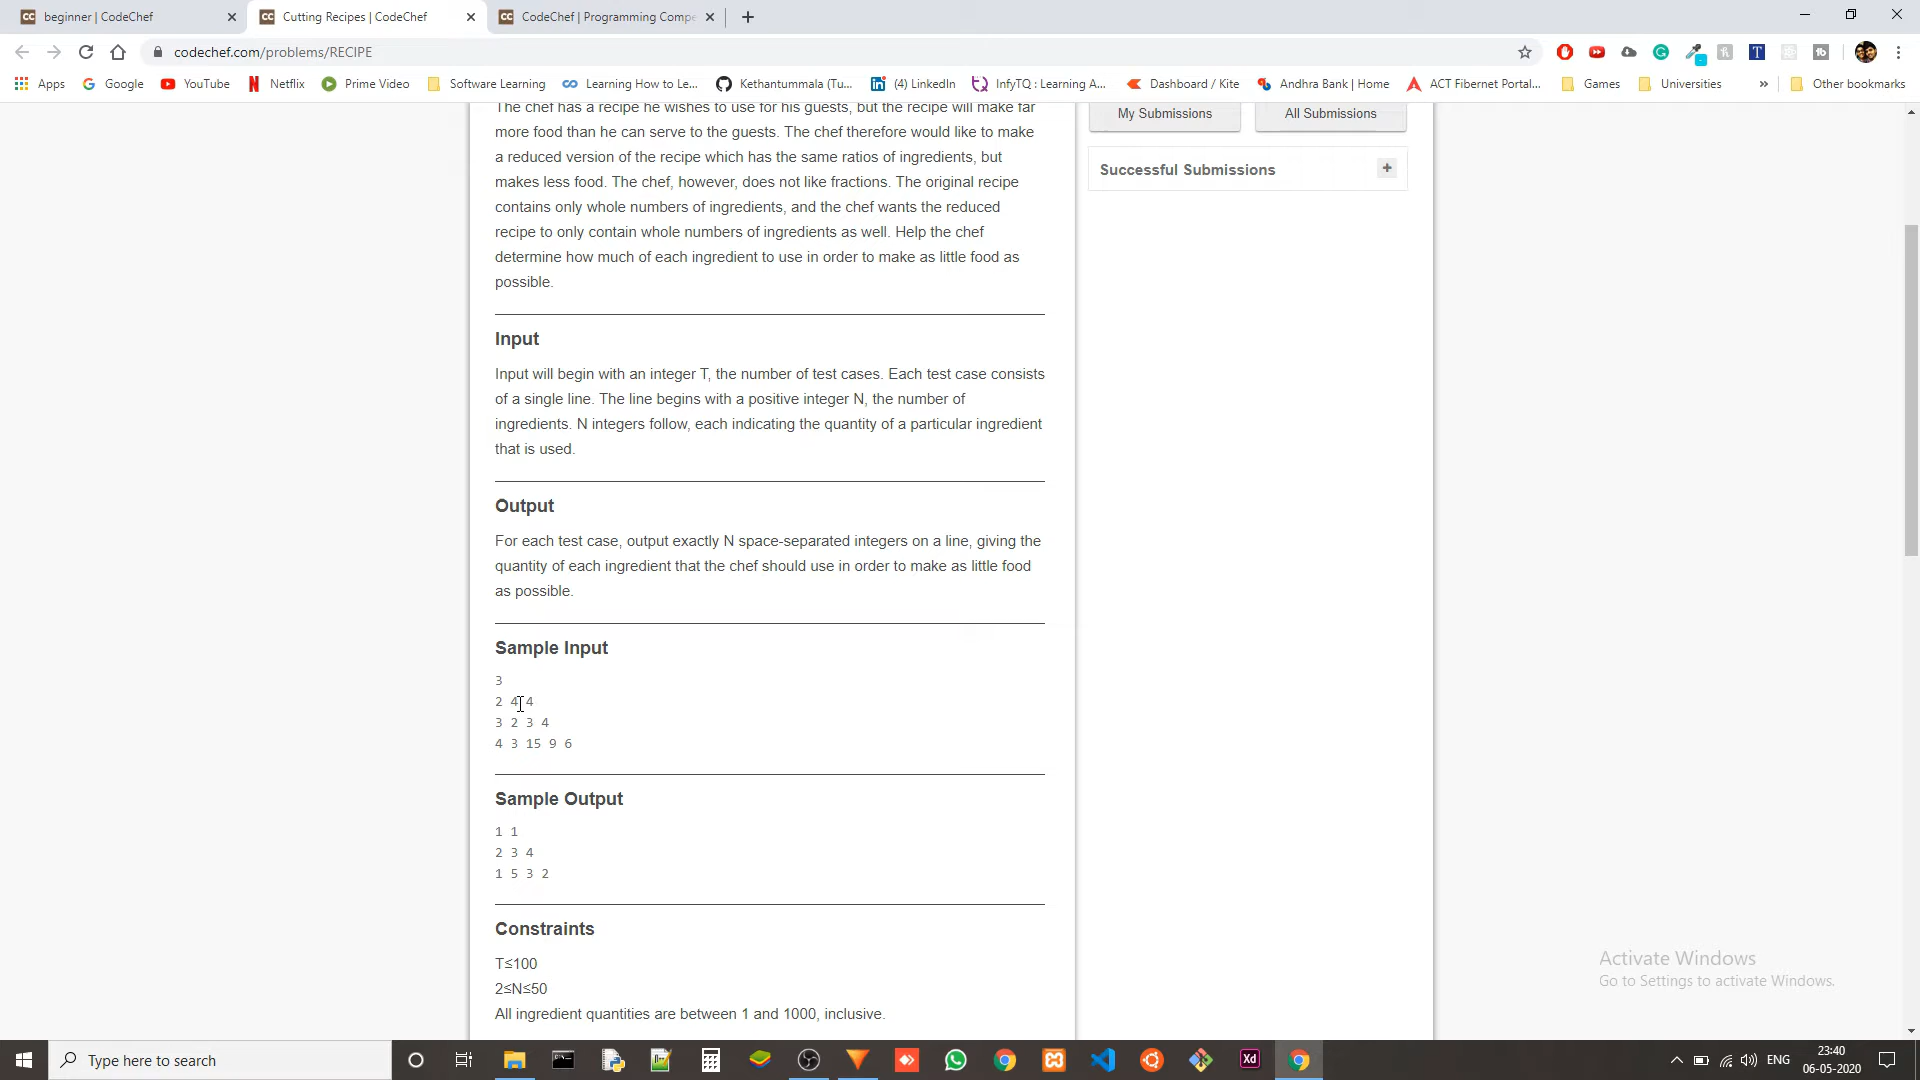 beginner | CodeChef
Cutting Recipes | CodeChef
CodeChef | Programming Compe
codechef.com/problems/RECIPE
Apps
Google
YouTube
Netflix
Prime Video
Software Learning
Learning How to Le...
Kethantummala (Tu...
(4) LinkedIn
InfyTQ : Learning A...
Dashboard / Kite
Andhra Bank | Home
ACT Fibernet Portal...
Games
Universities
»
Other bookmarks
The chef has a recipe he wishes to use for his guests, but the recipe will make far
more food than he can serve to the guests. The chef therefore would like to make
a reduced version of the recipe which has the same ratios of ingredients, but
makes less food. The chef, however, does not like fractions. The original recipe
contains only whole numbers of ingredients, and the chef wants the reduced
recipe to only contain whole numbers of ingredients as well. Help the chef
determine how much of each ingredient to use in order to make as little food as
possible.
My Submissions
All Submissions
Successful Submissions
+
Input
Input will begin with an integer T, the number of test cases. Each test case consists
of a single line. The line begins with a positive integer N, the number of
ingredients. N integers follow, each indicating the quantity of a particular ingredient
that is used.
Output
For each test case, output exactly N space-separated integers on a line, giving the
quantity of each ingredient that the chef should use in order to make as little food
as possible.
Sample Input
3
2 4 4
3 2 3 4
4 3 15 9 6
Sample Output
1 1
2 3 4
1 5 3 2
Constraints
T≤100
2≤N≤50
All ingredient quantities are between 1 and 1000, inclusive.
Activate Windows
Go to Settings to activate Windows.
Type here to search
Xd
ENG
23:40
06-05-2020